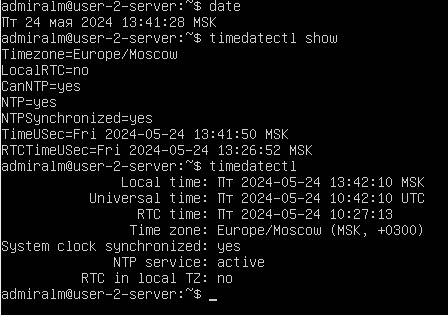 admiralm@user-2-server:~$ date
Пт 24 мая 2024 13:41:28 MSK
admiralm@user-2-server:~$ timedatectl show
Timezone=Europe/Moscow
LocalRTC=no
CanNTP=yes
NTP=yes
NTPSynchronized=yes
TimeUSec=Fri 2024-05-24 13:41:50 MSK
RTCTimeUSec=Fri 2024-05-24 13:26:52 MSK
admiralm@user-2-server:~$ timedatectl
Local time: Пт 2024-05-24 13:42:10 MSK
Universal time: Пт 2024-05-24 10:42:10 UTC
RTC time: Пт 2024-05-24 10:27:13
Time zone: Europe/Moscow (MSK, +0300)
System clock synchronized: yes
NTP service: active
RTC in local TZ: no
admiralm@user-2-server:~$ _